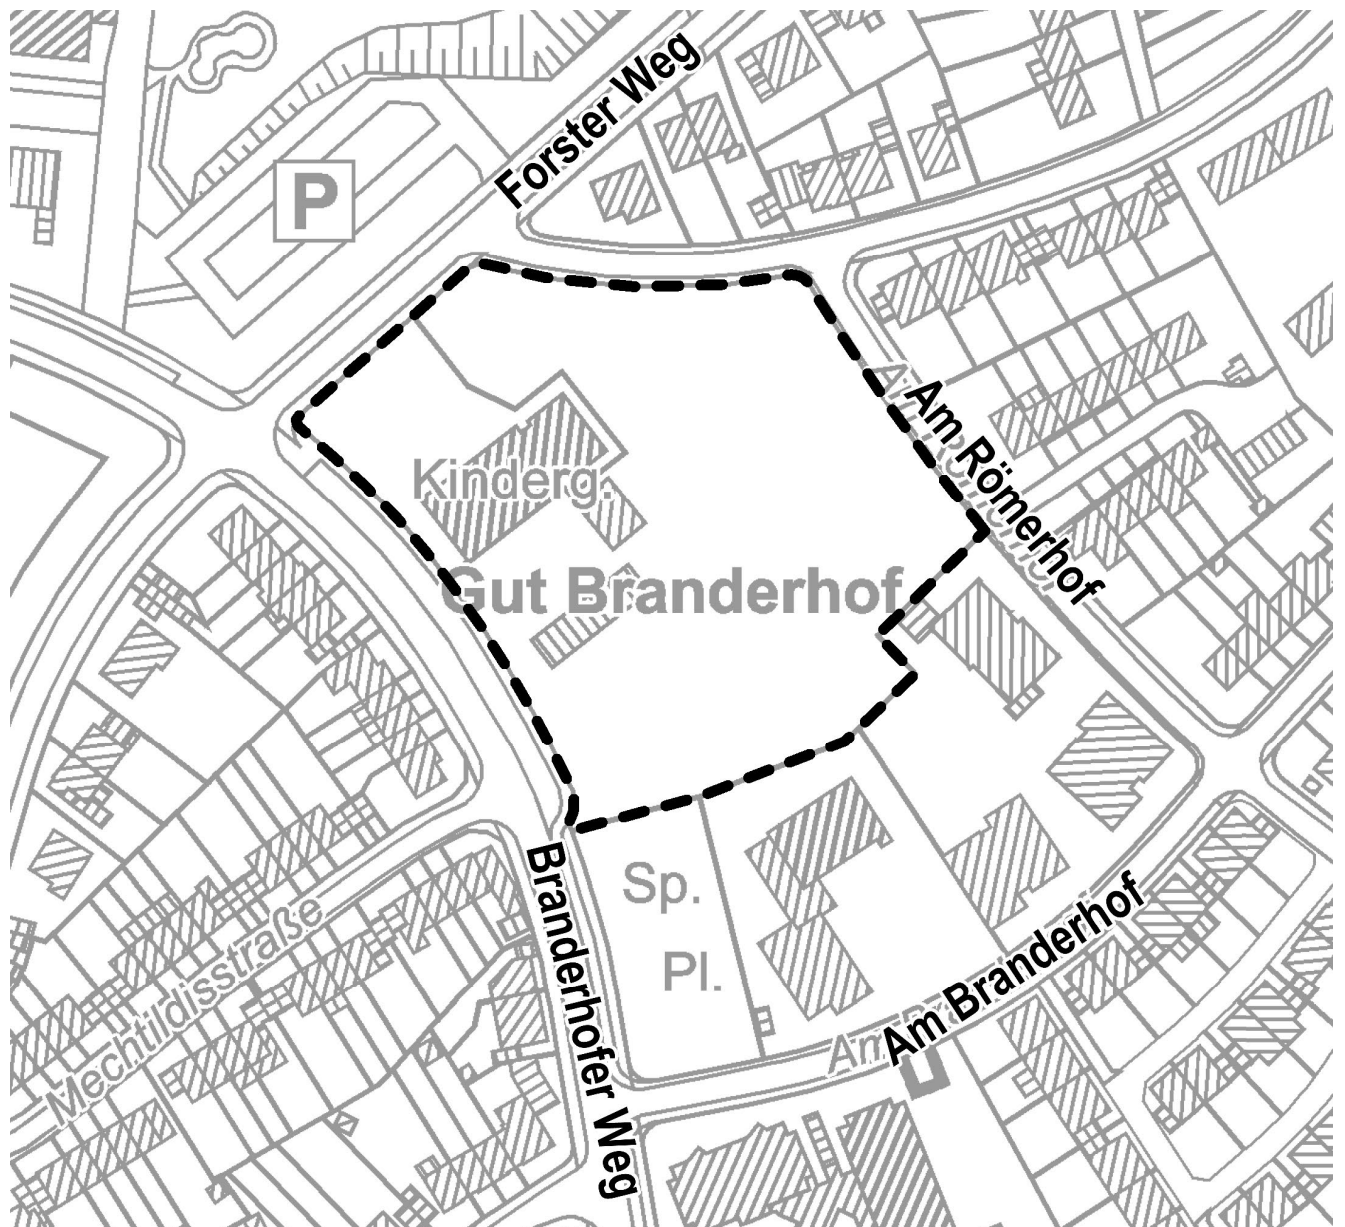 Forster Weg
P
Am Römerhof
Kinderg.
Gut Branderhof
Sp.
Pl.
Branderhofer Weg
Mechtildisstraße
Am Branderhof